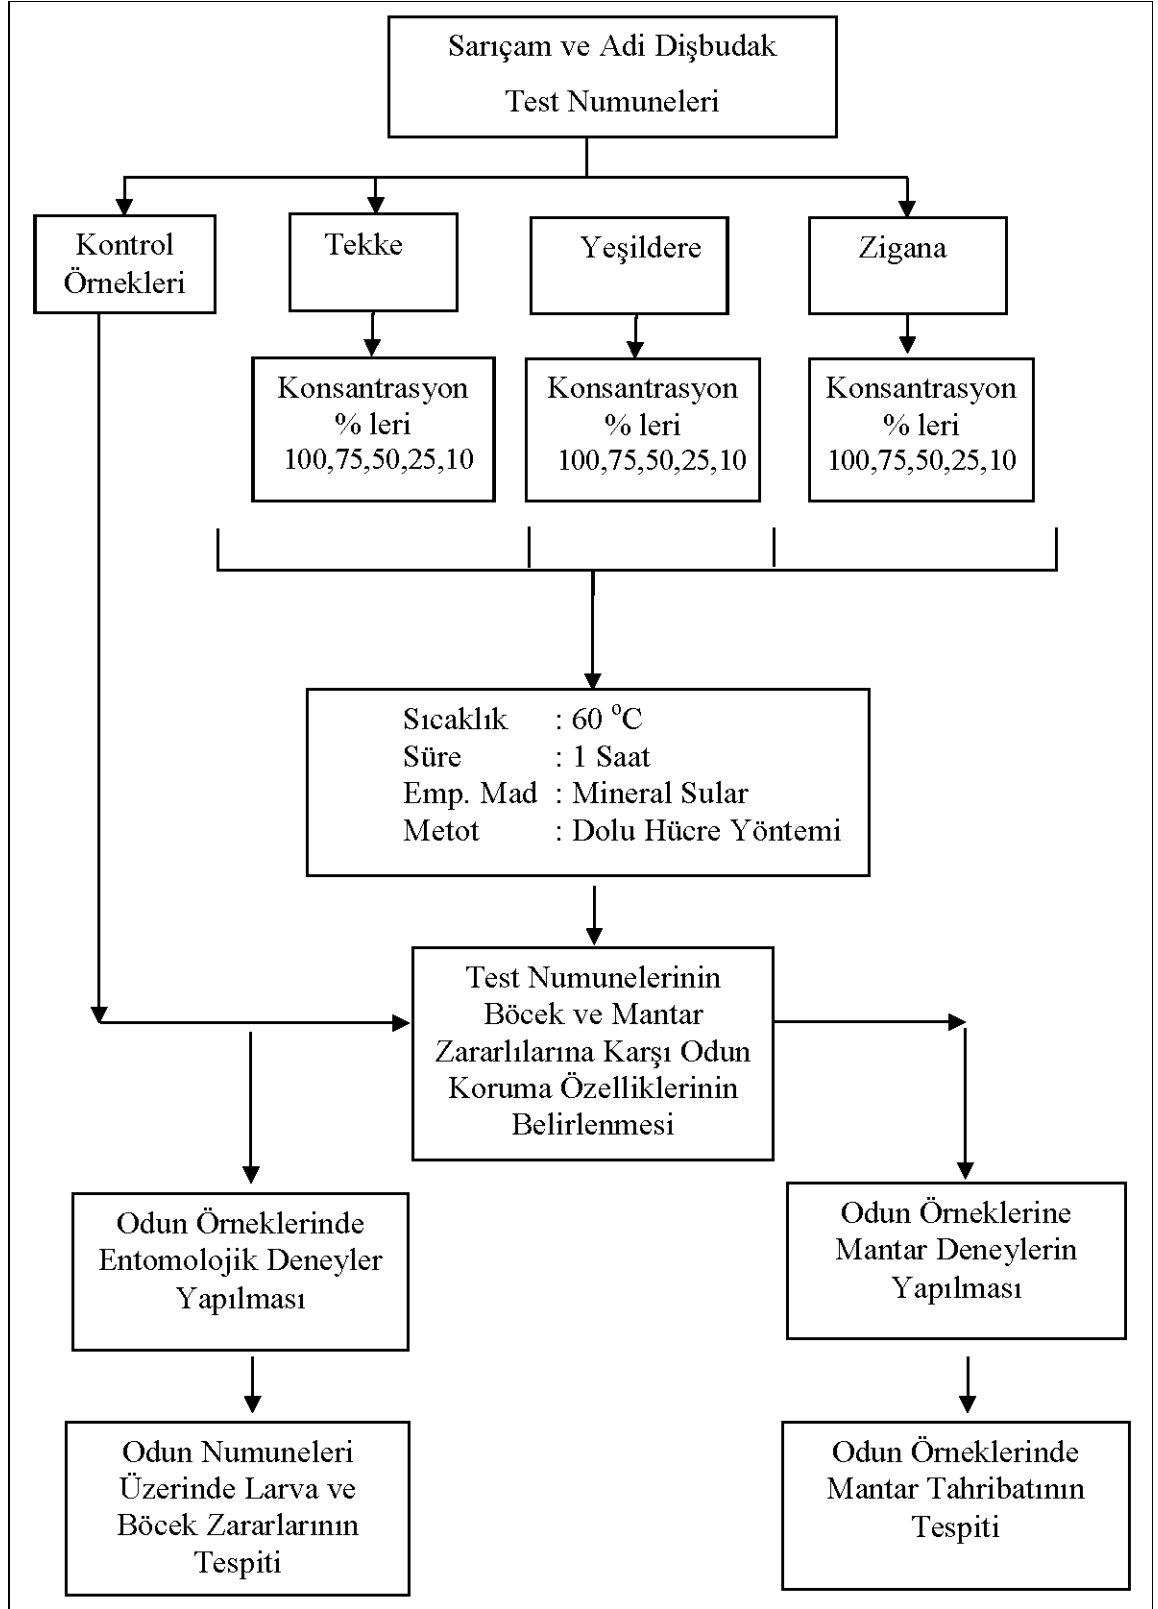 Sarıçam ve Adi Dişbudak
Test Numuneleri
Kontrol
Örnekleri
Tekke
Yeşildere
Zigana
Konsantrasyon
% leri
100,75,50,25,10
Konsantrasyon
% leri
100,75,50,25,10
Konsantrasyon
% leri
100,75,50,25,10
Sıcaklık : 60 °C
Süre : 1 Saat
Emp. Mad : Mineral Sular
Metot : Dolu Hücre Yöntemi
Test Numunelerinin
Böcek ve Mantar
Zararlılarına Karşı Odun
Koruma Özelliklerinin
Belirlenmesi
Odun Örneklerinde
Entomolojik Deneyler
Yapılması
Odun Örneklerine
Mantar Deneylerin
Yapılması
Odun Numuneleri
Üzerinde Larva ve
Böcek Zararlarının
Tespiti
Odun Örneklerinde
Mantar Tahribatının
Tespiti